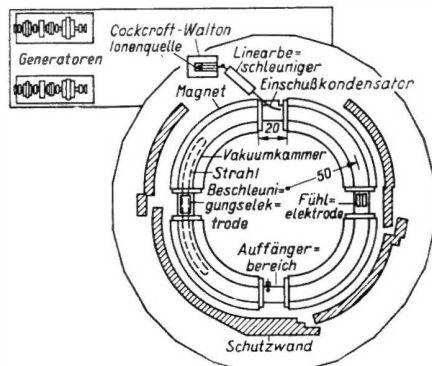 Cockcroft-Walton
Ionenquelle
Generatoren
Linearbe=
schleuniger
Einschußkondensator
Magnet
20
Vakuumkammer
Strahl
50
Beschleuni=
gungselek=
trode
Fühl=
elektrode
Auffänger=
bereich
Schutzwand